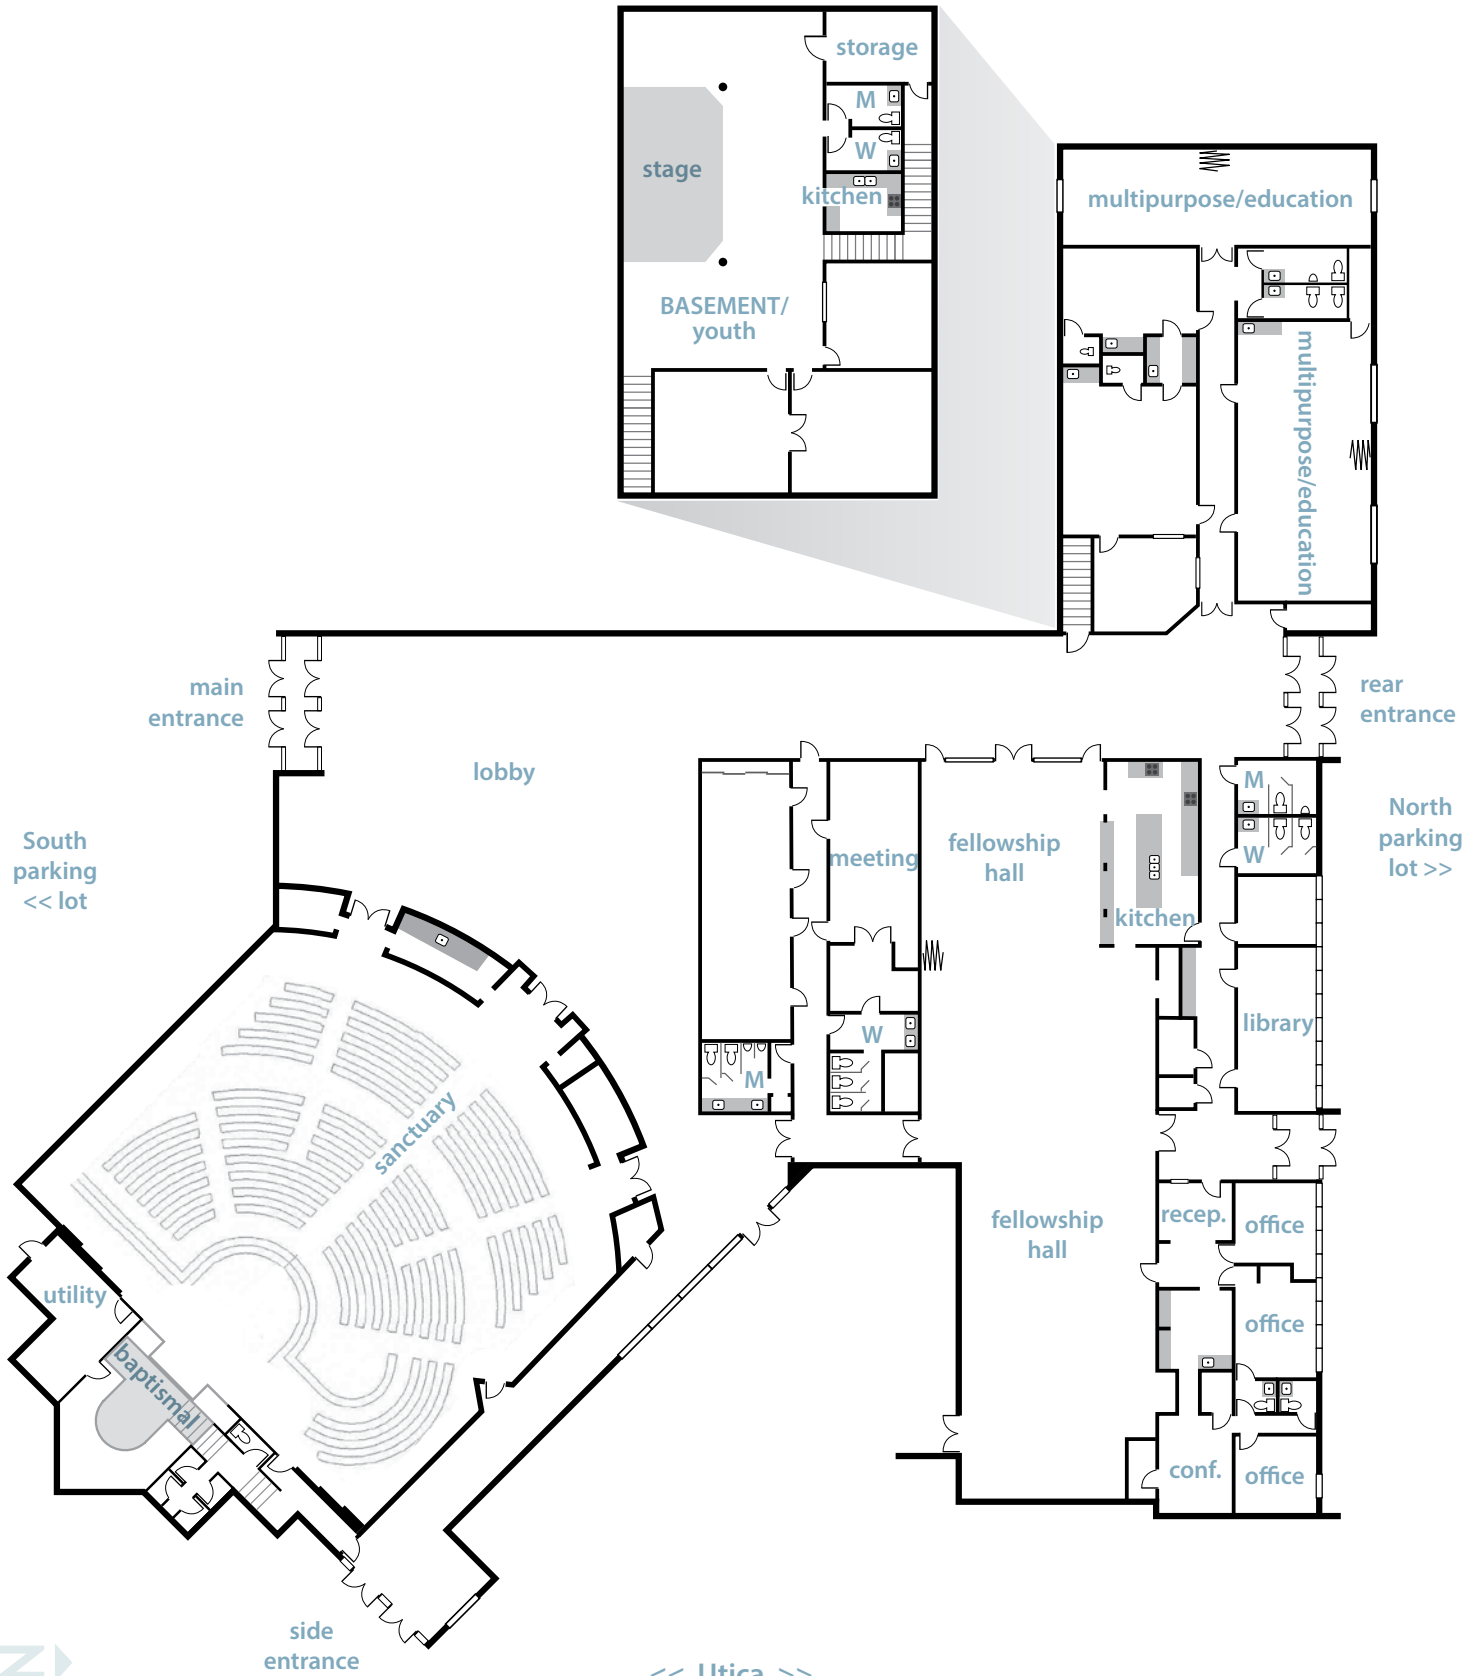 storage
M
W
stage
kitchen
BASEMENT/
youth
multipurpose/education
multipurpose/education
main
entrance
rear
entrance
lobby
South
parking
<< lot
meeting
fellowship
hall
kitchen
M
W
North
parking
lot >>
library
W
M
sanctuary
fellowship
hall
recep.
office
utility
office
baptismal
conf.
office
side
entrance
N
<< Utica >>